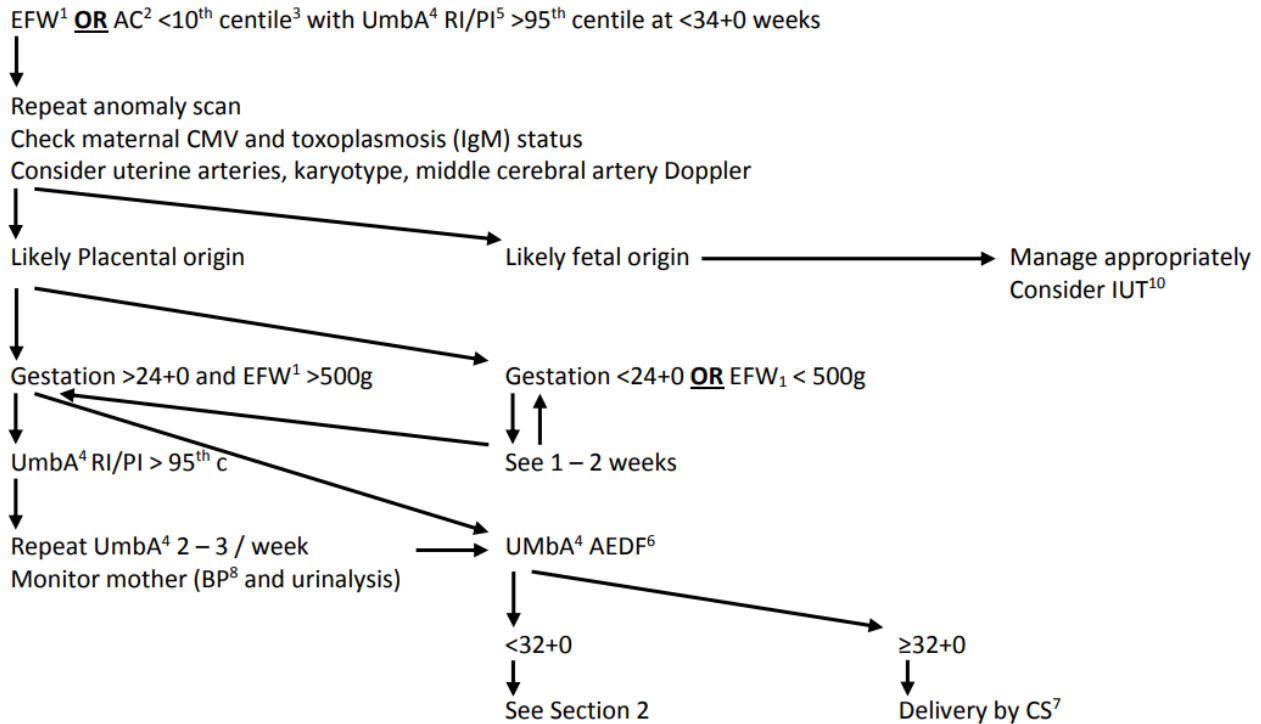 EFW¹ OR AC² <10ᵗʰ centile³ with UmbA⁴ RI/PI⁵ >95ᵗʰ centile at <34+0 weeks
Repeat anomaly scan
Check maternal CMV and toxoplasmosis (IgM) status
Consider uterine arteries, karyotype, middle cerebral artery Doppler
Likely Placental origin
Likely fetal origin
Manage appropriately
Consider IUT¹⁰
Gestation >24+0 and EFW¹ >500g
Gestation <24+0 OR EFW₁ < 500g
UmbA⁴ RI/PI > 95ᵗʰ c
See 1 – 2 weeks
Repeat UmbA⁴ 2 – 3 / week
Monitor mother (BP⁸ and urinalysis)
UMbA⁴ AEDF⁶
<32+0
≥32+0
See Section 2
Delivery by CS⁷